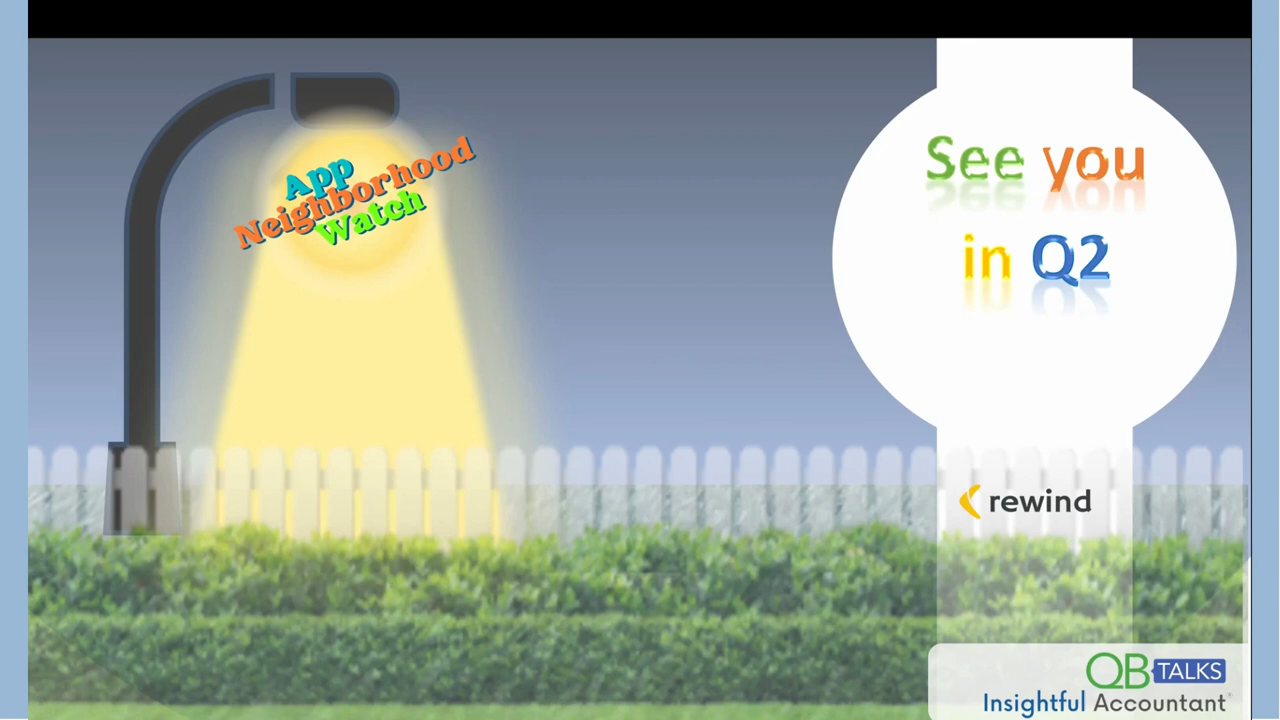 App
Neighborhood
Watch
See you
in Q2
rewind
QB TALKS
Insightful Accountant